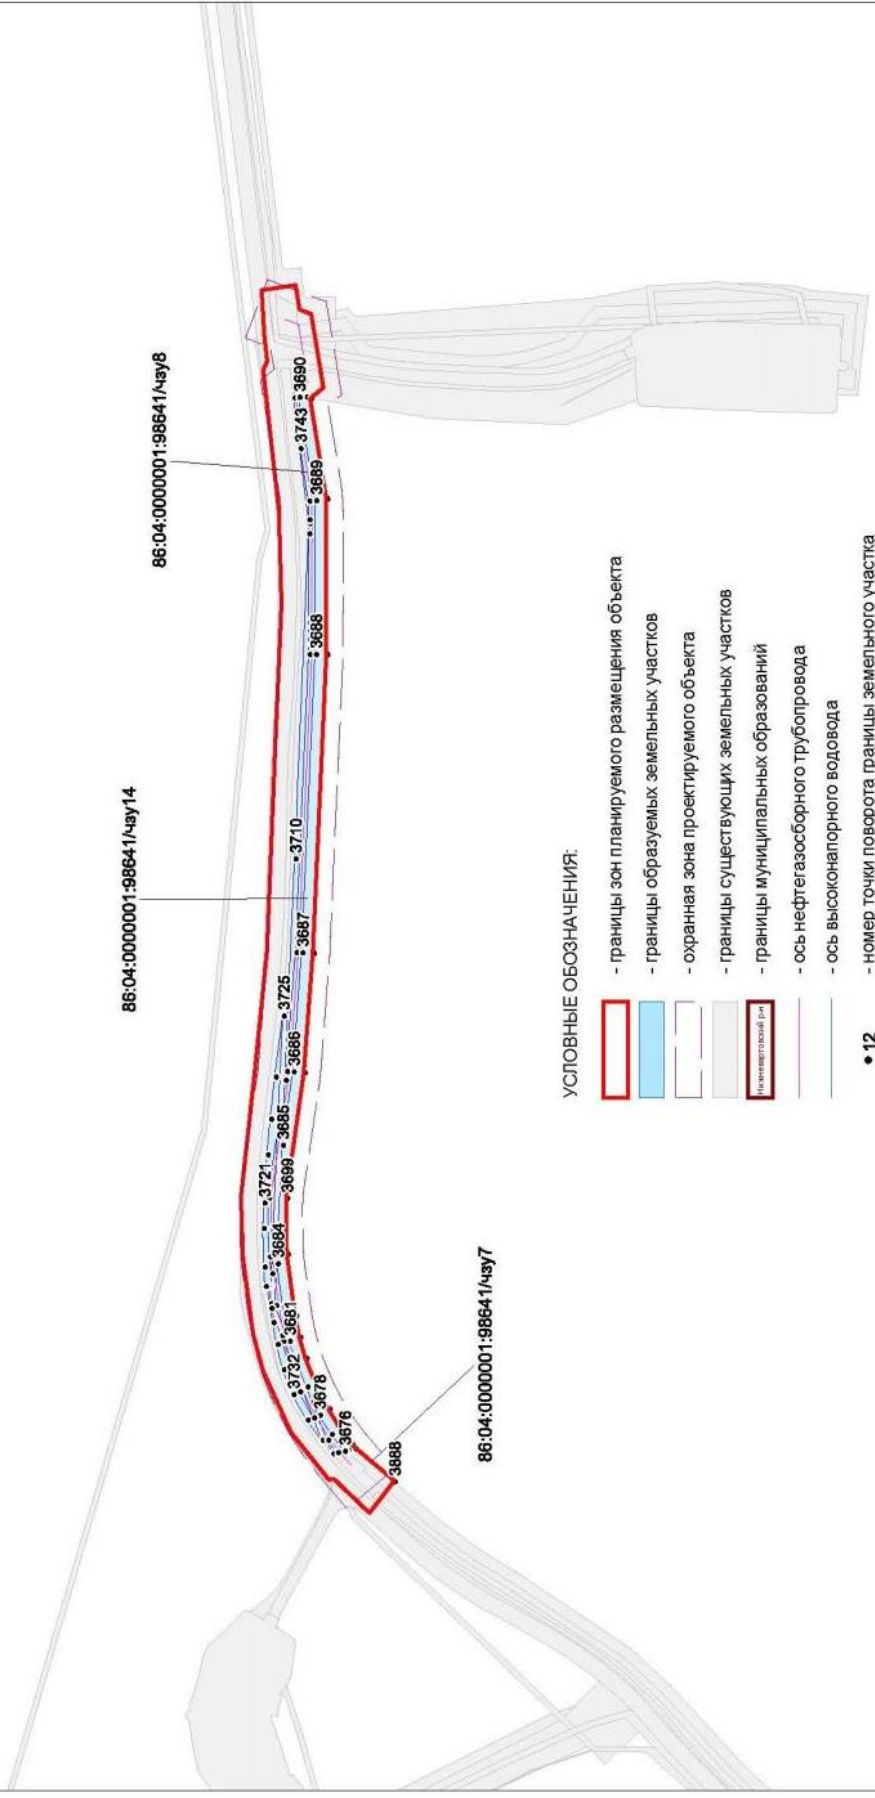 86:04:0000001:98641/чзу14
86:04:0000001:98641/чзу8
3888
3676
3678
3732
3681
3684
3721
3699
3685
3686
3725
3687
3710
3688
3689
3743
3690
86:04:0000001:98641/чзу7
УСЛОВНЫЕ ОБОЗНАЧЕНИЯ:
- границы зон планируемого размещения объекта
- границы образуемых земельных участков
- охранная зона проектируемого объекта
- границы существующих земельных участков
Нижневартовский р-н - границы муниципальных образований
- ось нефтегазосборного трубопровода
- ось высоконапорного водовода
•12 - номер точки поворота границы земельного участка